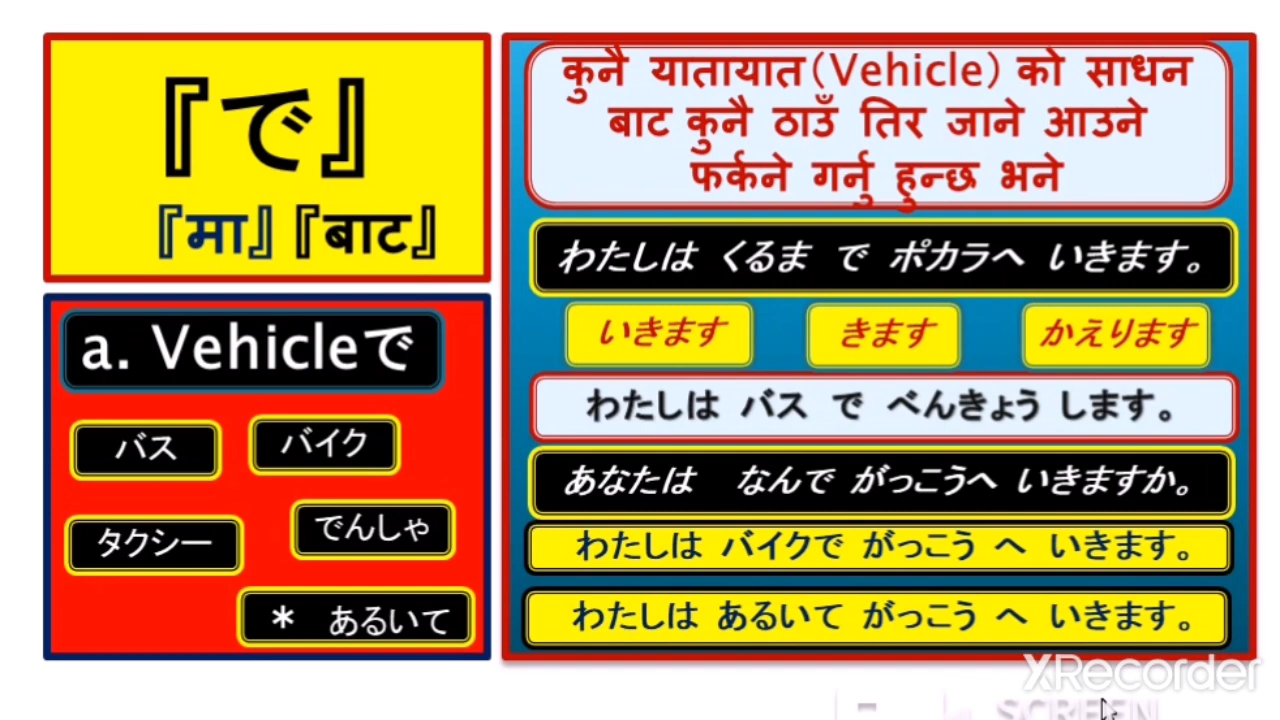 『で』
『मा』『बाट』
a. Vehicleで
バス
バイク
タクシー
でんしゃ
* あるいて
कुनै यातायात(Vehicle) को साधन
बाट कुनै ठाउँ तिर जाने आउने
फर्कने गर्नु हुन्छ भने
わたしは くるま で ポカラへ いきます。
いきます
きます
かえります
わたしは バス で べんきょう します。
あなたは なんで がっこうへ いきますか。
わたしは バイクで がっこう へ いきます。
わたしは あるいて がっこう へ いきます。
XRecorder